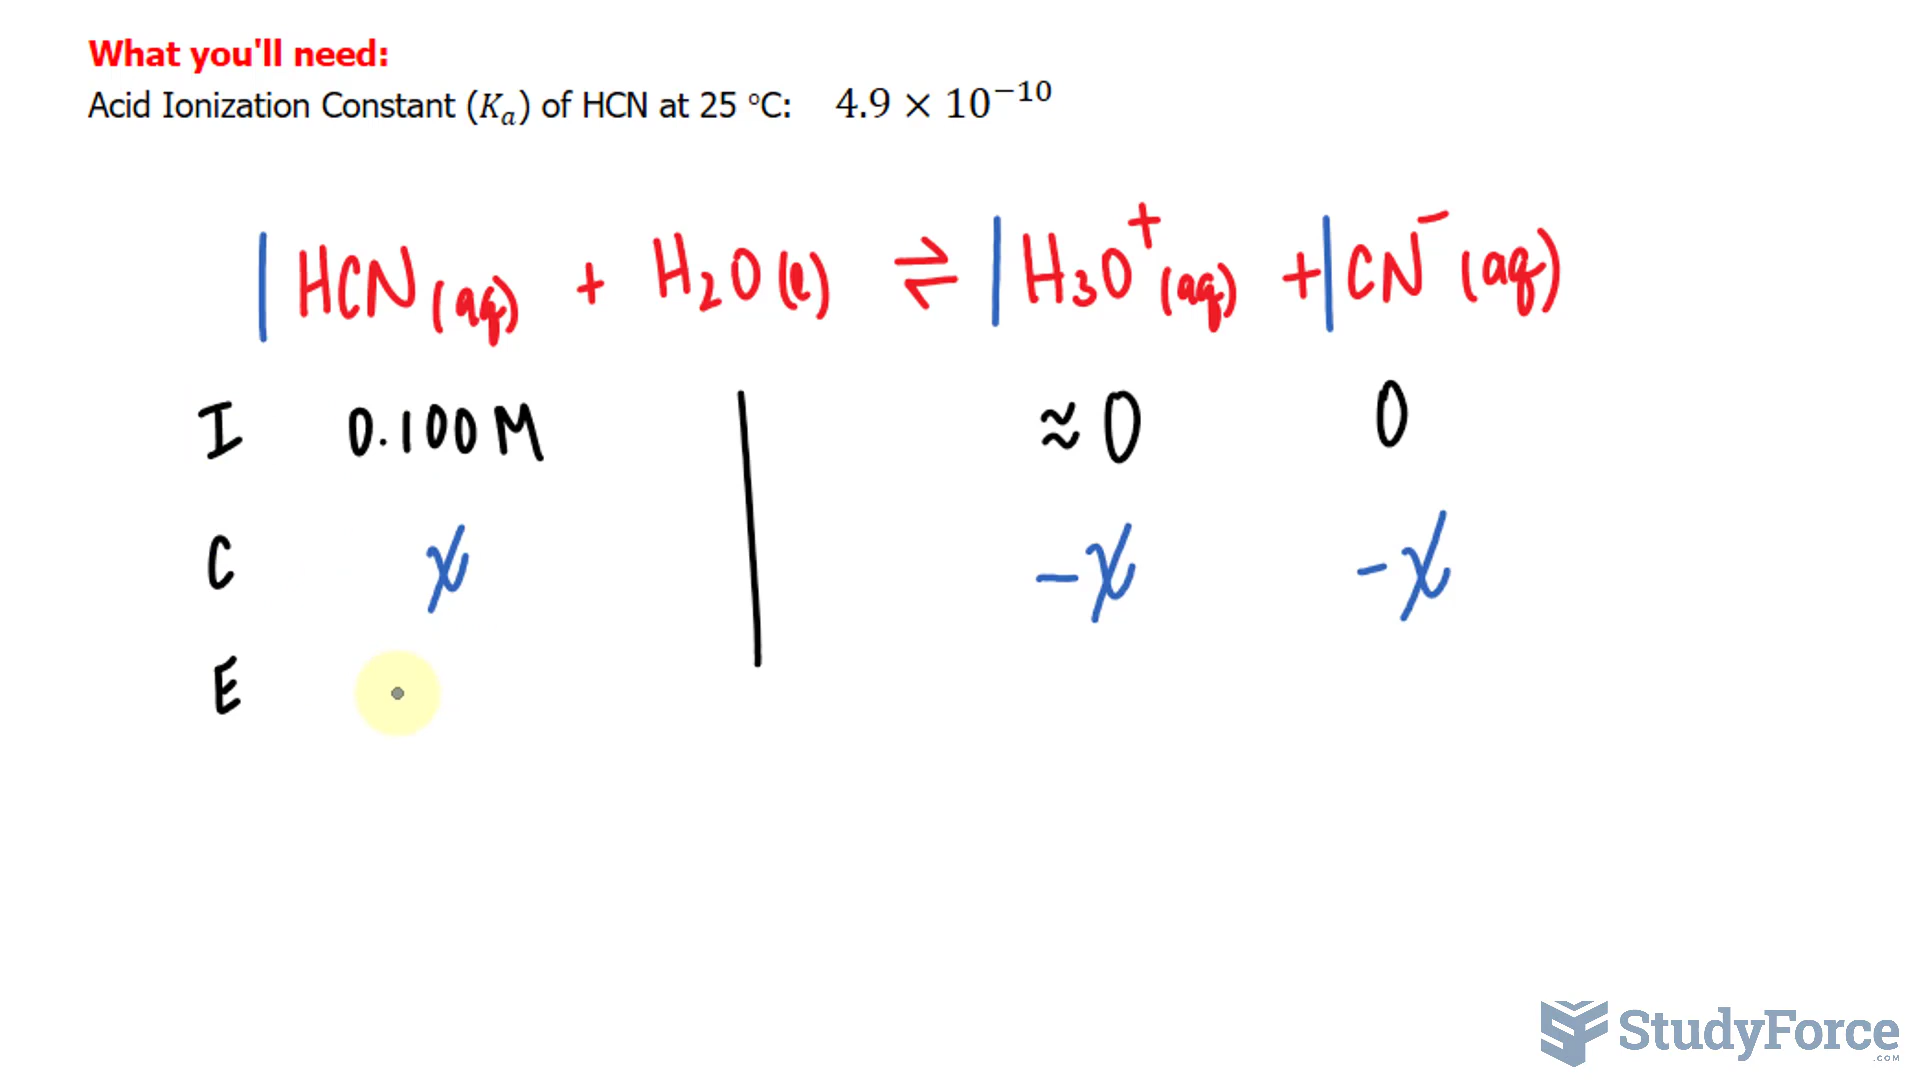 What you'll need:
Acid Ionization Constant (Kₐ) of HCN at 25 °C: 4.9 × 10⁻¹⁰
| HCN (aq) + H₂O (l) ⇌ | H₃O⁺ (aq) + | CN⁻ (aq)
I 0.100 M ≈ 0 0
C x -x -x
E
StudyForce
.COM